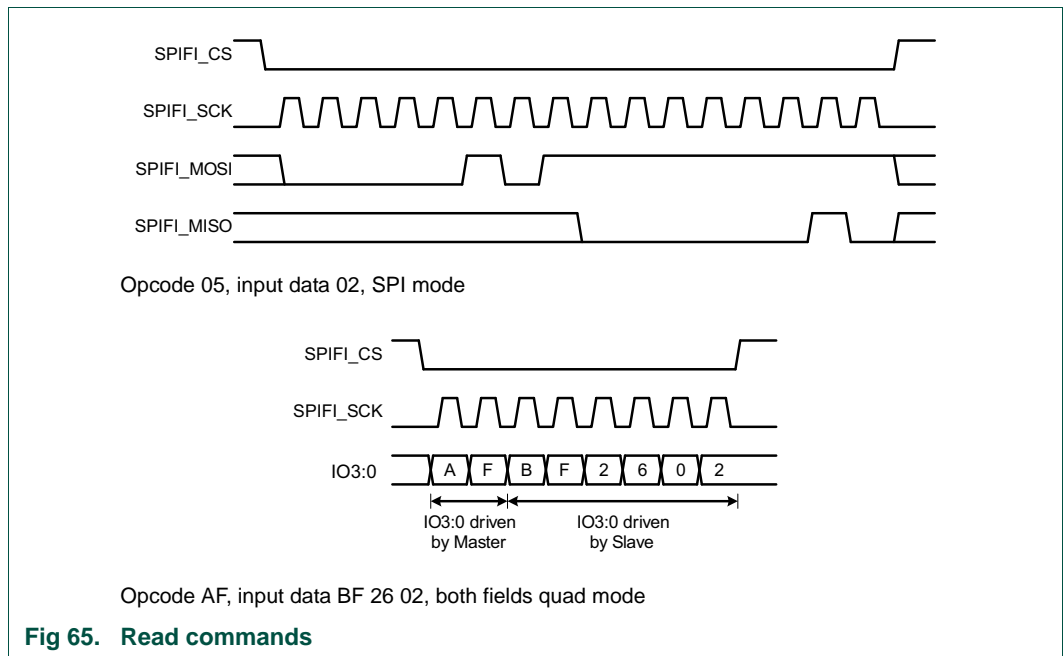 SPIFI_CS
SPIFI_SCK
SPIFI_MOSI
SPIFI_MISO
Opcode 05, input data 02, SPI mode
SPIFI_CS
SPIFI_SCK
IO3:0 A F B F 2 6 0 2
IO3:0 driven IO3:0 driven
by Master by Slave
Opcode AF, input data BF 26 02, both fields quad mode
Fig 65. Read commands